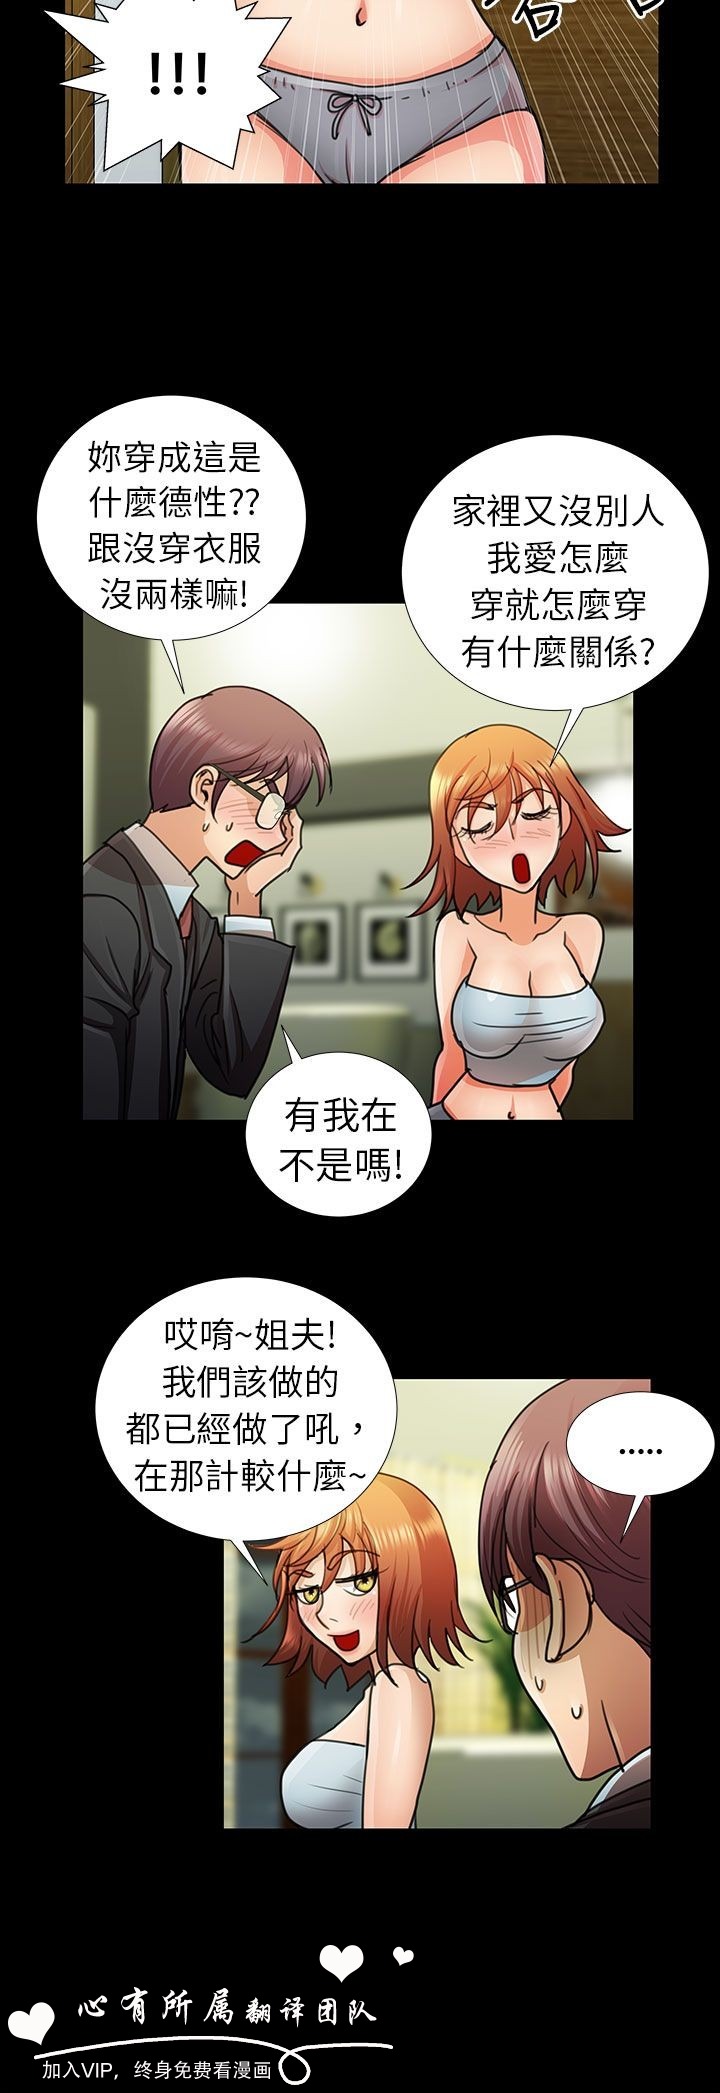 !!!
妳穿成這是
什麼德性??
跟沒穿衣服
沒兩樣嘛!
家裡又沒別人
我愛怎麼
穿就怎麼穿
有什麼關係?
有我在
不是嗎!
哎唷~姐夫!
我們該做的
都已經做了吼，
在那計較什麼~
.....
心有所属翻译团队
加入VIP，终身免费看漫画